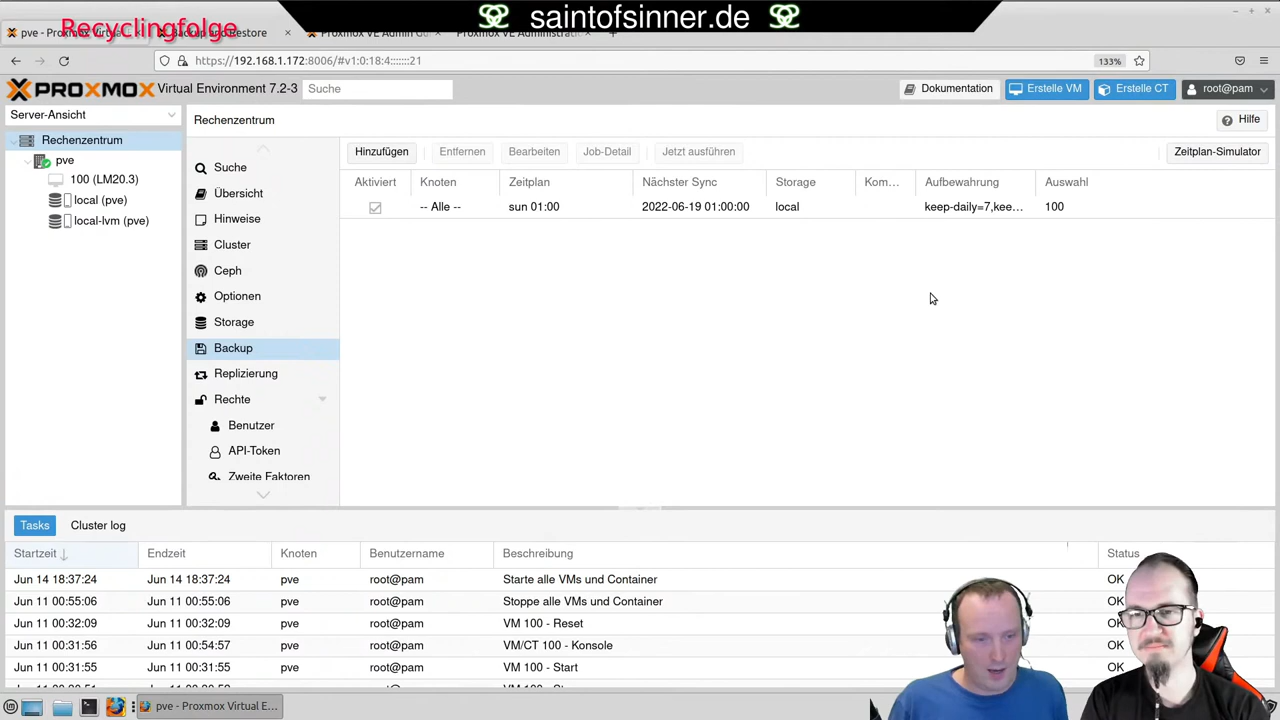 saintofsinner.de
Recyclingfolge
pve - Proxmox Virtual
Backup and Restore
Proxmox VE Admin Gu
Proxmox VE Administrati
https://192.168.1.172:8006/#v1:0:18:4:::::::21
133%
PROXMOX Virtual Environment 7.2-3
Suche
Dokumentation
Erstelle VM
Erstelle CT
root@pam
Server-Ansicht
Rechenzentrum
pve
100 (LM20.3)
local (pve)
local-lvm (pve)
Rechenzentrum
Hilfe
Suche
Übersicht
Hinweise
Cluster
Ceph
Optionen
Storage
Backup
Replizierung
Rechte
Benutzer
API-Token
Zweite Faktoren
Hinzufügen
Entfernen
Bearbeiten
Job-Detail
Jetzt ausführen
Zeitplan-Simulator
Aktiviert Knoten Zeitplan Nächster Sync Storage Kom... Aufbewahrung Auswahl
-- Alle -- sun 01:00 2022-06-19 01:00:00 local keep-daily=7,kee... 100
Tasks Cluster log
Startzeit Endzeit Knoten Benutzername Beschreibung Status
Jun 14 18:37:24 Jun 14 18:37:24 pve root@pam Starte alle VMs und Container OK
Jun 11 00:55:06 Jun 11 00:55:06 pve root@pam Stoppe alle VMs und Container OK
Jun 11 00:32:09 Jun 11 00:32:09 pve root@pam VM 100 - Reset OK
Jun 11 00:31:56 Jun 11 00:54:57 pve root@pam VM/CT 100 - Konsole OK
Jun 11 00:31:55 Jun 11 00:31:55 pve root@pam VM 100 - Start OK
pve - Proxmox Virtual E...